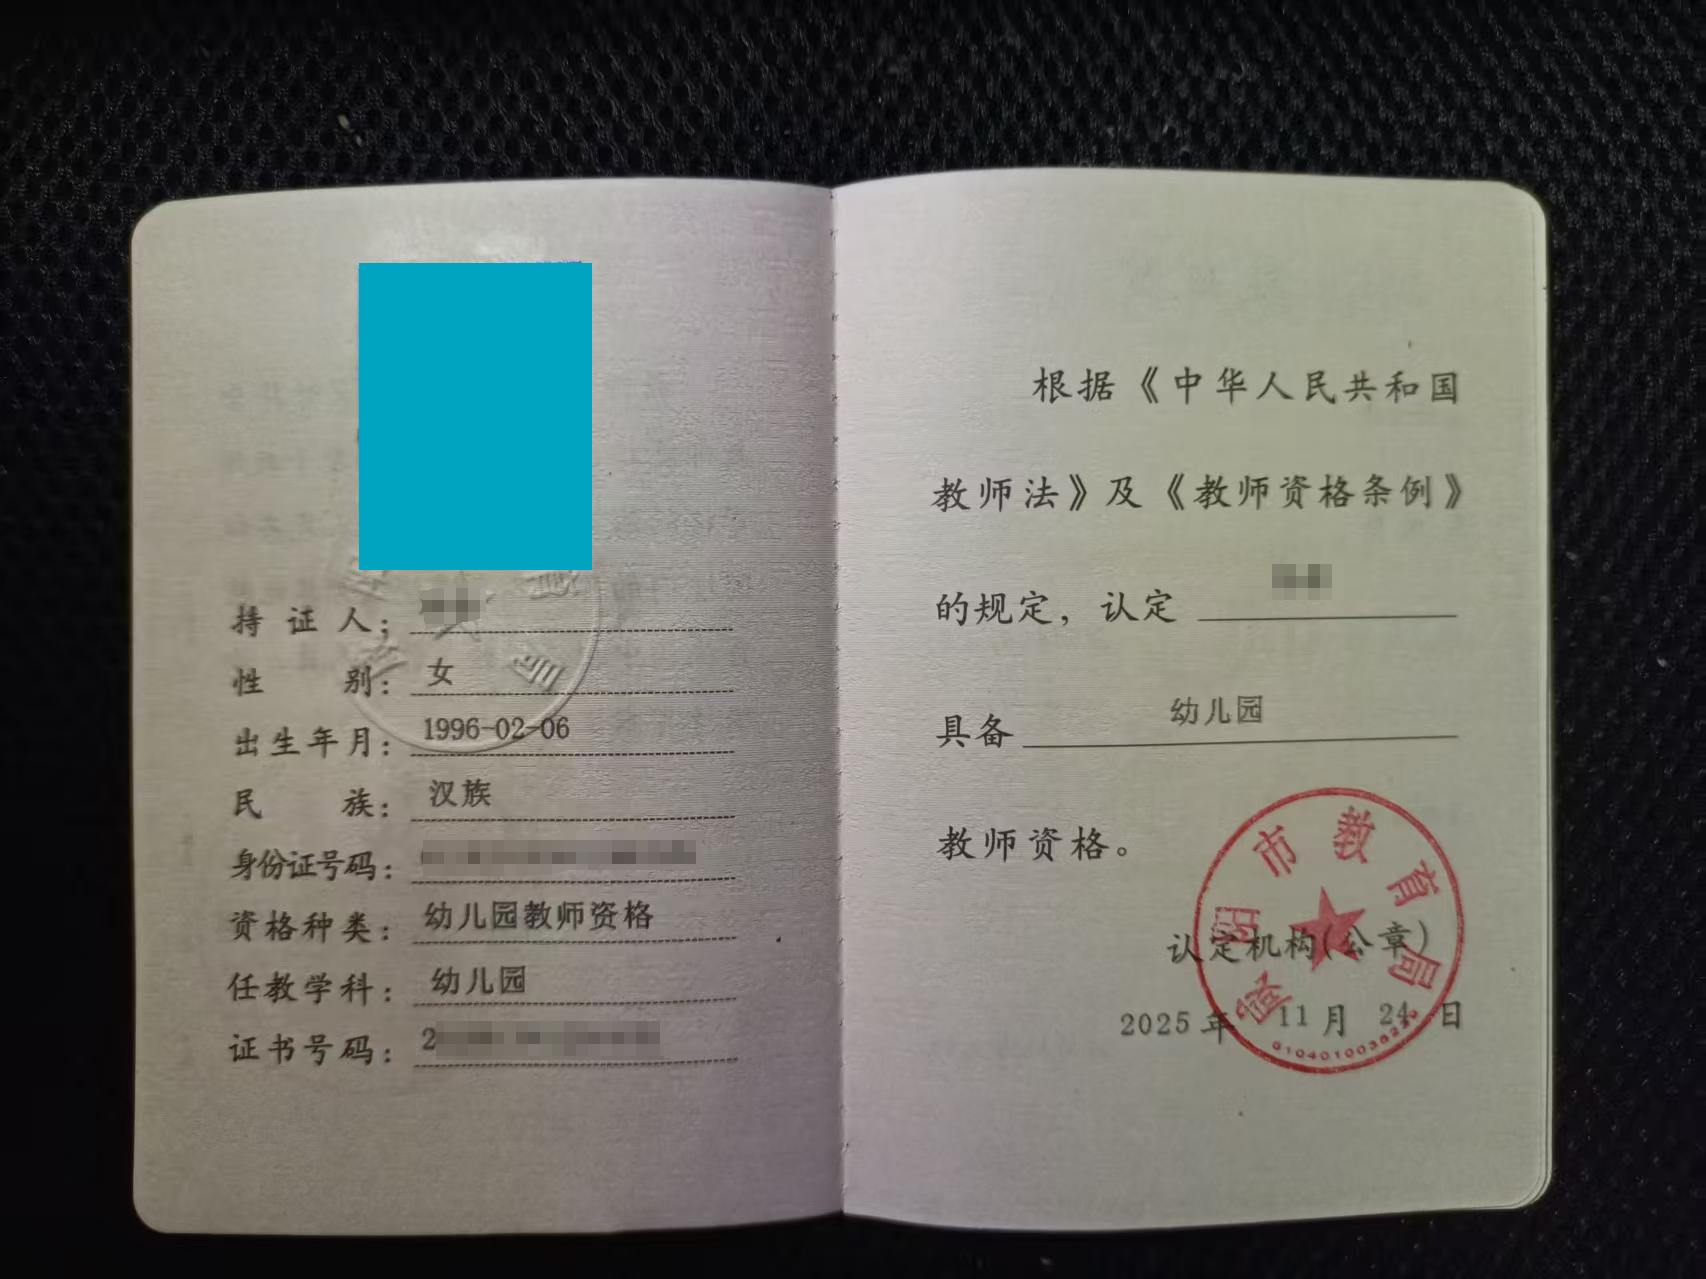 持证人：
性别：女
出生年月：1996-02-06
民族：汉族
身份证号码：
资格种类：幼儿园教师资格
任教学科：幼儿园
证书号码：2
根据《中华人民共和国
教师法》及《教师资格条例》
的规定，认定
具备 幼儿园
教师资格。
市教育局
认定机构（公章）
2025年 11月 24日